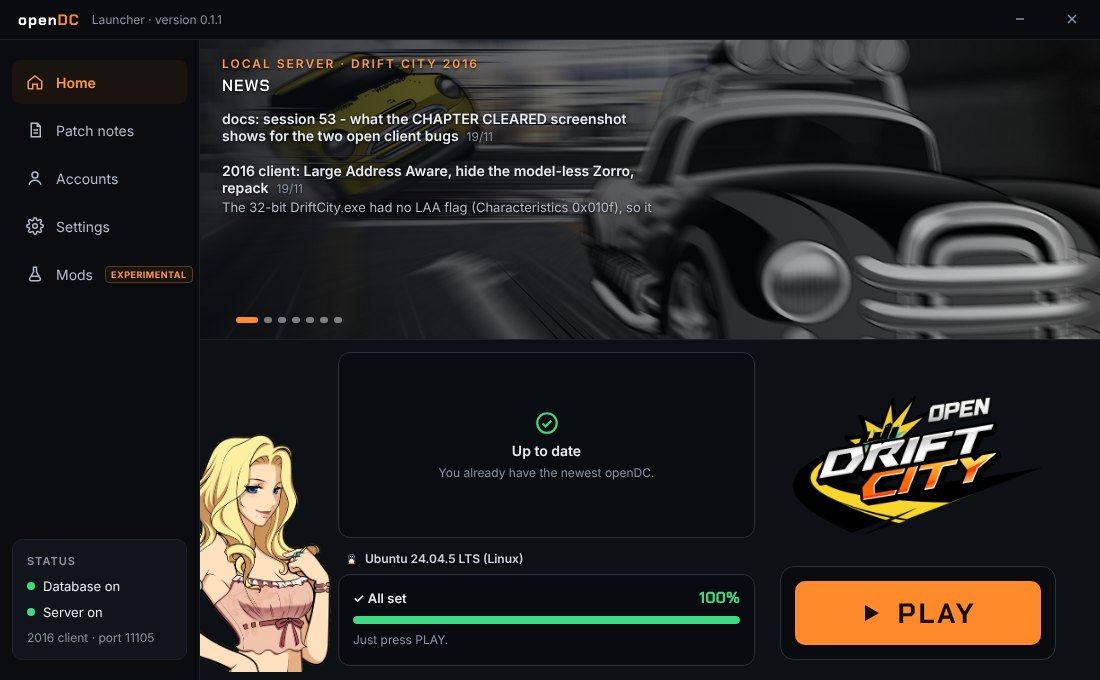 openDC Launcher · version 0.1.1
Home
Patch notes
Accounts
Settings
Mods EXPERIMENTAL
STATUS
Database on
Server on
2016 client · port 11105
LOCAL SERVER · DRIFT CITY 2016
NEWS
docs: session 53 - what the CHAPTER CLEARED screenshot
shows for the two open client bugs 19/11
2016 client: Large Address Aware, hide the model-less Zorro,
repack 19/11
The 32-bit DriftCity.exe had no LAA flag (Characteristics 0x010f), so it
Up to date
You already have the newest openDC.
Ubuntu 24.04.5 LTS (Linux)
✓ All set 100%
Just press PLAY.
OPEN
DRIFT
CITY
PLAY